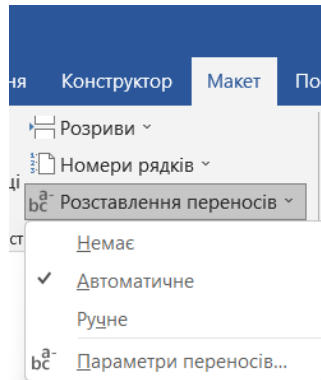 ня Конструктор Макет По
Розриви
Номери рядків
ці
Розставлення переносів
ст
Немає
Автоматичне
Ручне
Параметри переносів...